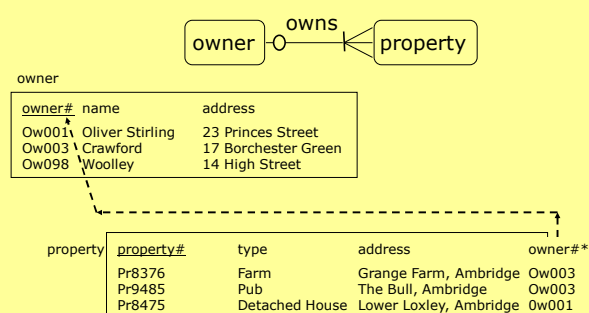 owns
owner property
owner
owner# name address
Ow001 Oliver Stirling 23 Princes Street
Ow003 Crawford 17 Borchester Green
Ow098 Woolley 14 High Street
property property# type address owner#*
Pr8376 Farm Grange Farm, Ambridge Ow003
Pr9485 Pub The Bull, Ambridge Ow003
Pr8475 Detached House Lower Loxley, Ambridge 0w001